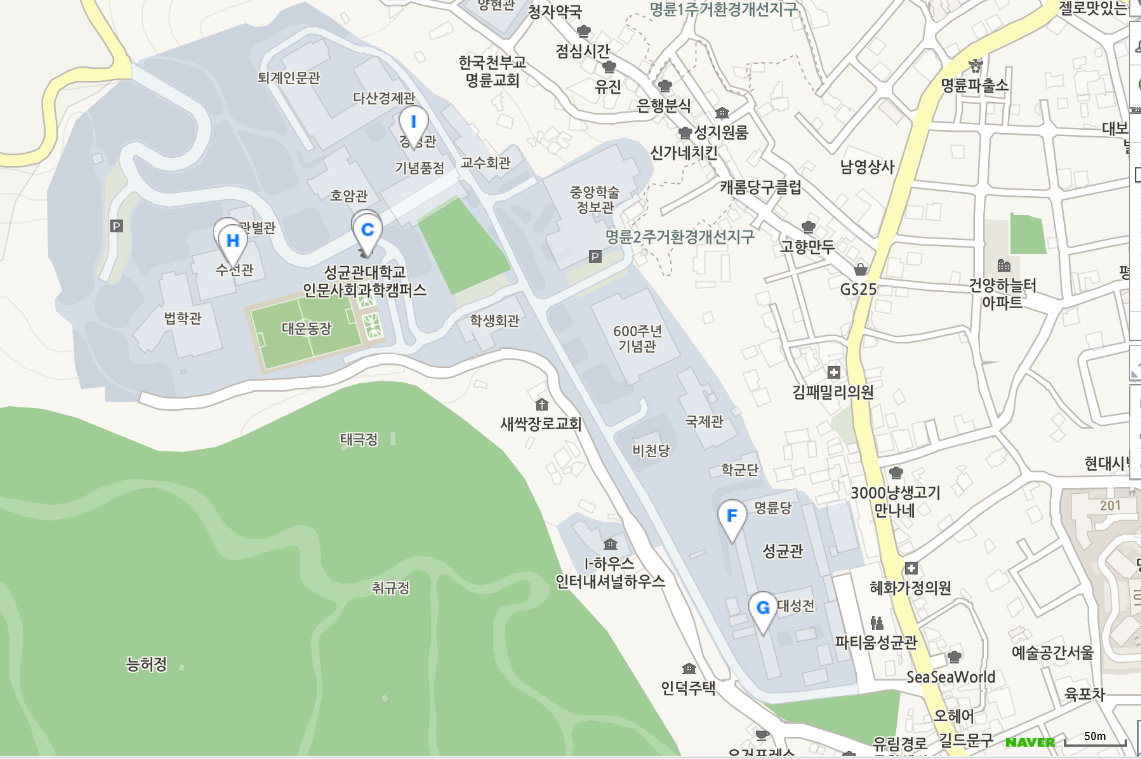 양현관
청자약국
명륜1주거환경개선지구
젤로맛있는
점심시간
한국천부교
명륜교회
유진
퇴계인문관
다산경제관
은행분식
명륜파출소
I
성지원룸
대보
신가네치킨
기념품점
교수회관
남영상사
호암관
중앙학술
정보관
캐롬당구클럽
P
C
H
관별관
명륜2주거환경개선지구
고향만두
P
수선관
성균관대학교
인문사회과학캠퍼스
GS25
건양하늘터
아파트
법학관
대운동장
학생회관
600주년
기념관
김패밀리의원
새싹장로교회
국제관
태극정
비천당
학군단
현대시
3000냥생고기
만나네
201
F
명륜당
성균관
I-하우스
인터내셔널하우스
취규정
혜화가정의원
G
대성전
파티움성균관
예술공간서울
능허정
SeaSeaWorld
인덕주택
육포차
오헤어
유림경로
길드문구
NAVER
50m